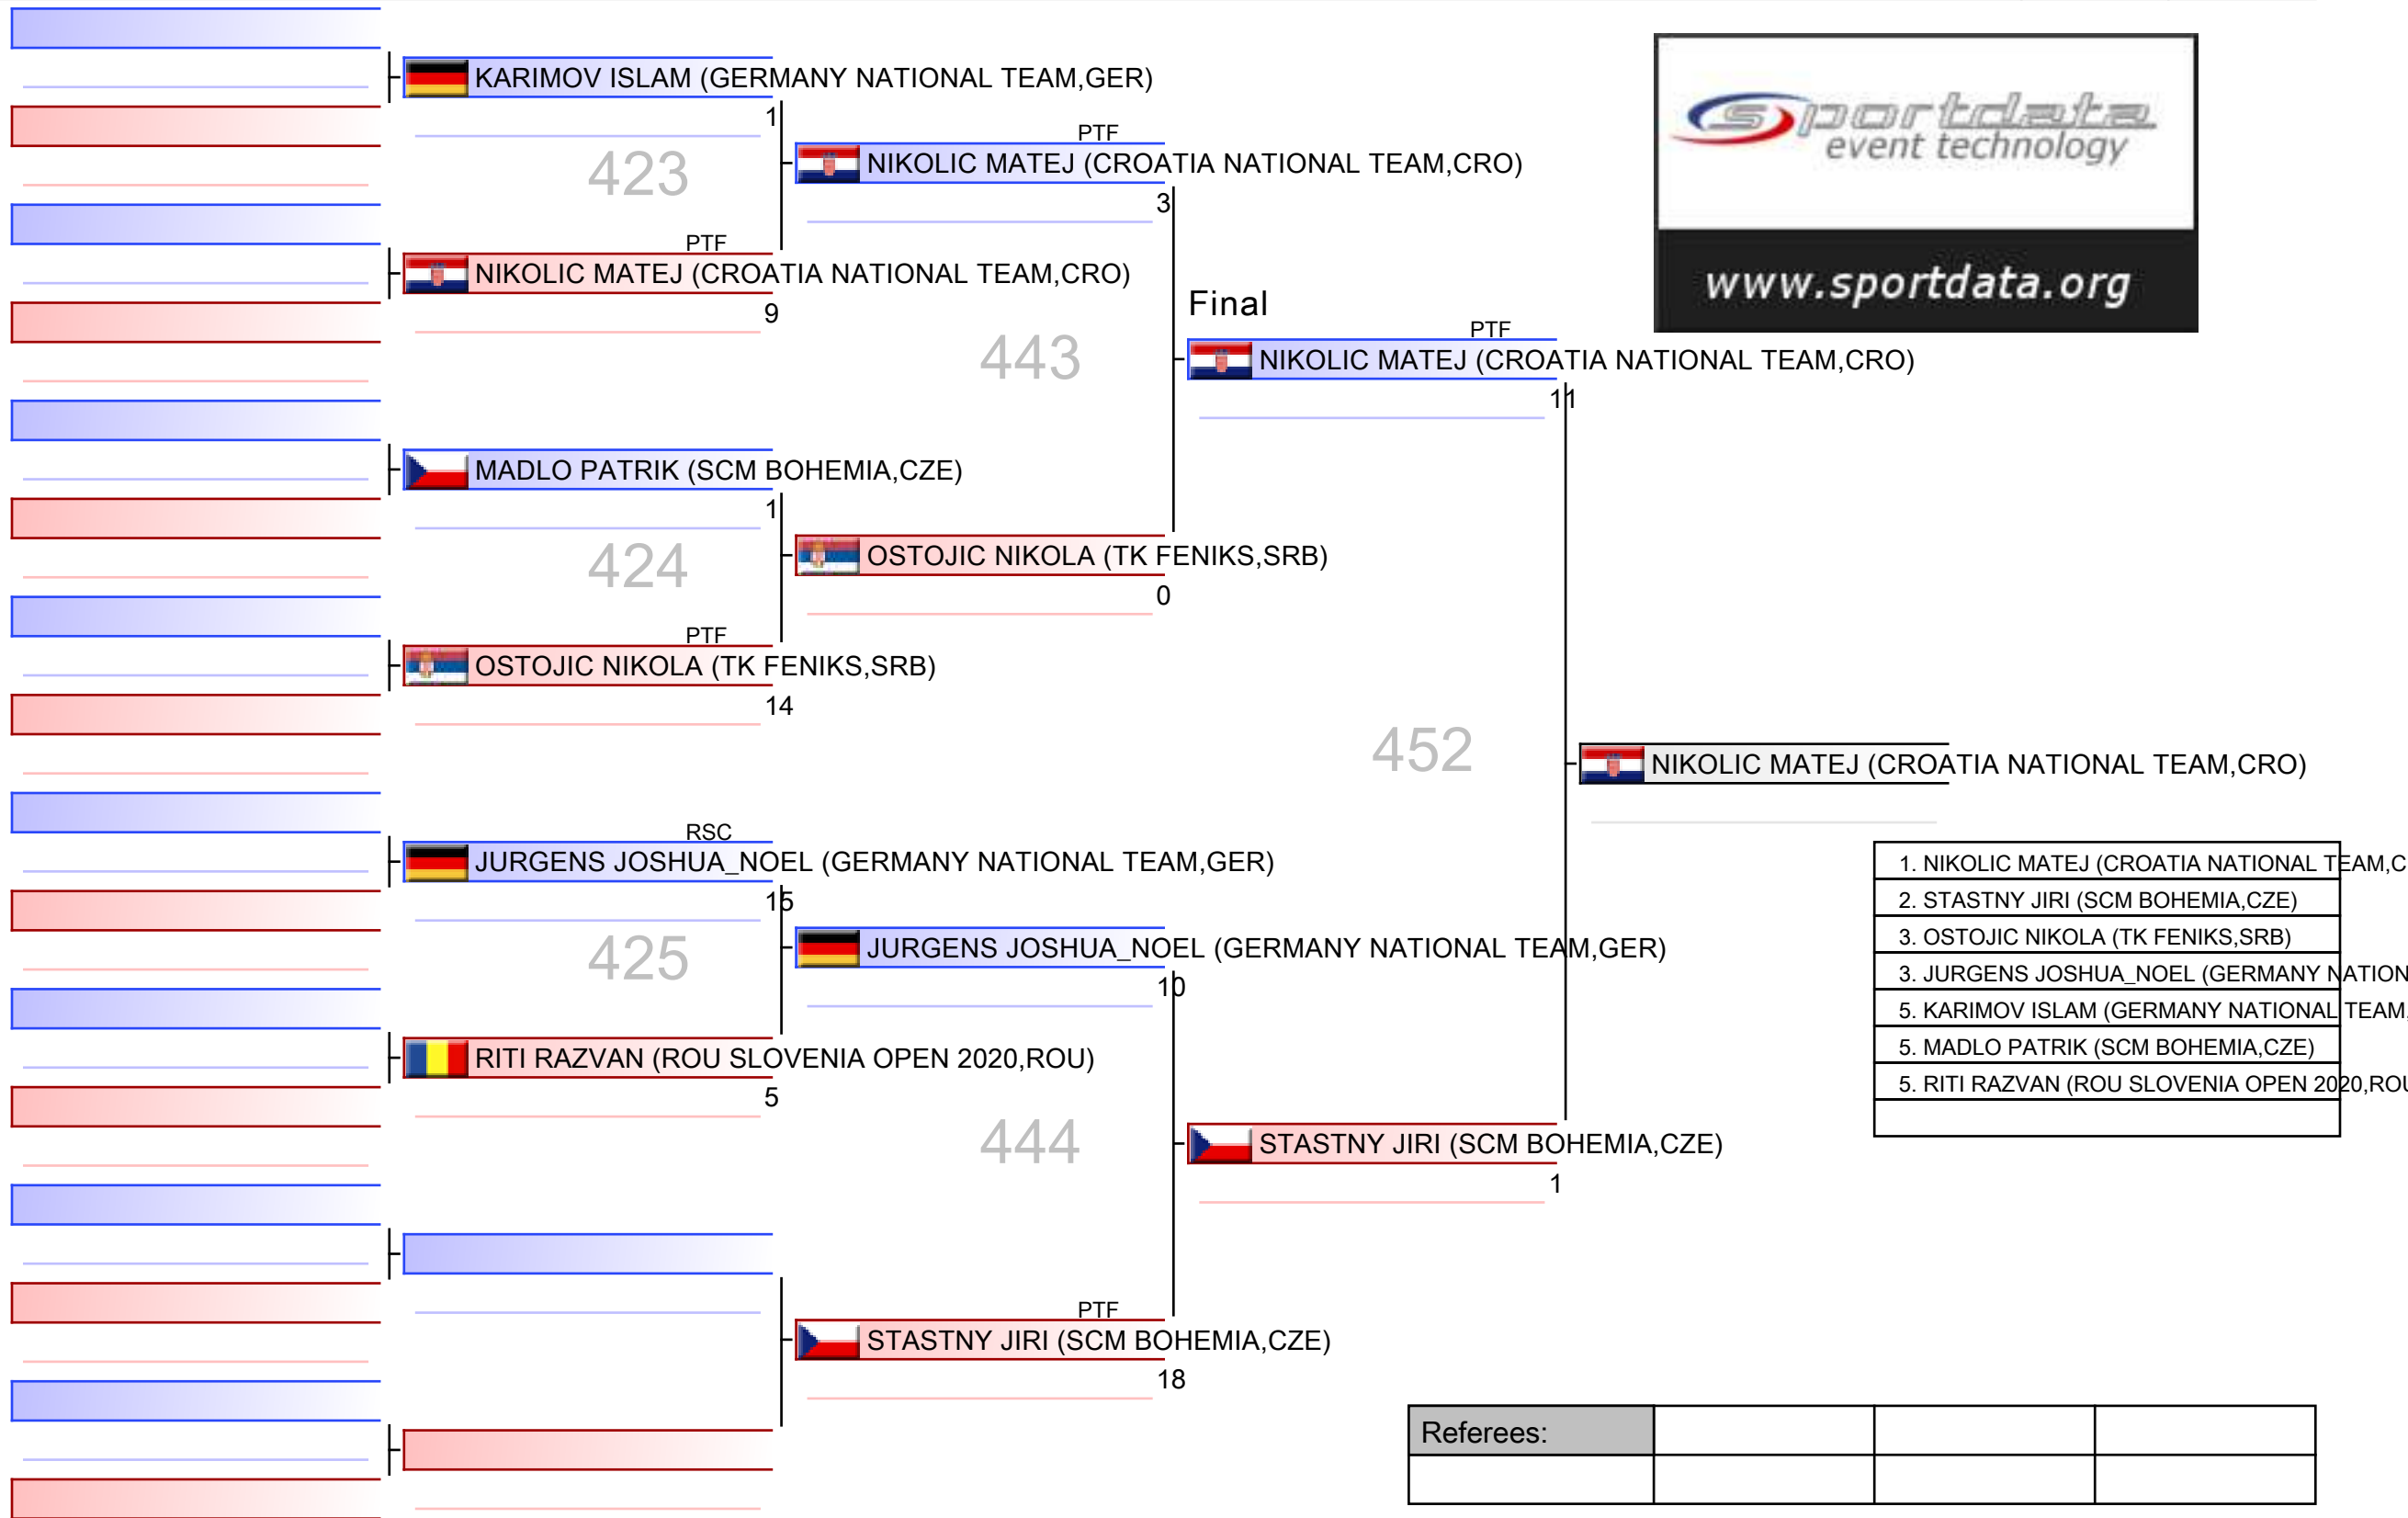 KARIMOV ISLAM (GERMANY NATIONAL TEAM,GER)
1
423
PTF
NIKOLIC MATEJ (CROATIA NATIONAL TEAM,CRO)
9
MADLO PATRIK (SCM BOHEMIA,CZE)
1
424
PTF
OSTOJIC NIKOLA (TK FENIKS,SRB)
14
RSC
JURGENS JOSHUA_NOEL (GERMANY NATIONAL TEAM,GER)
15
425
RITI RAZVAN (ROU SLOVENIA OPEN 2020,ROU)
5
PTF
NIKOLIC MATEJ (CROATIA NATIONAL TEAM,CRO)
3
443
OSTOJIC NIKOLA (TK FENIKS,SRB)
0
JURGENS JOSHUA_NOEL (GERMANY NATIONAL TEAM,GER)
10
444
PTF
STASTNY JIRI (SCM BOHEMIA,CZE)
18
Final
PTF
NIKOLIC MATEJ (CROATIA NATIONAL TEAM,CRO)
11
452
STASTNY JIRI (SCM BOHEMIA,CZE)
1
NIKOLIC MATEJ (CROATIA NATIONAL TEAM,CRO)
sportdata
event technology
www.sportdata.org
1. NIKOLIC MATEJ (CROATIA NATIONAL TEAM,C
2. STASTNY JIRI (SCM BOHEMIA,CZE)
3. OSTOJIC NIKOLA (TK FENIKS,SRB)
3. JURGENS JOSHUA_NOEL (GERMANY NATION
5. KARIMOV ISLAM (GERMANY NATIONAL TEAM,
5. MADLO PATRIK (SCM BOHEMIA,CZE)
5. RITI RAZVAN (ROU SLOVENIA OPEN 2020,ROU
Referees: